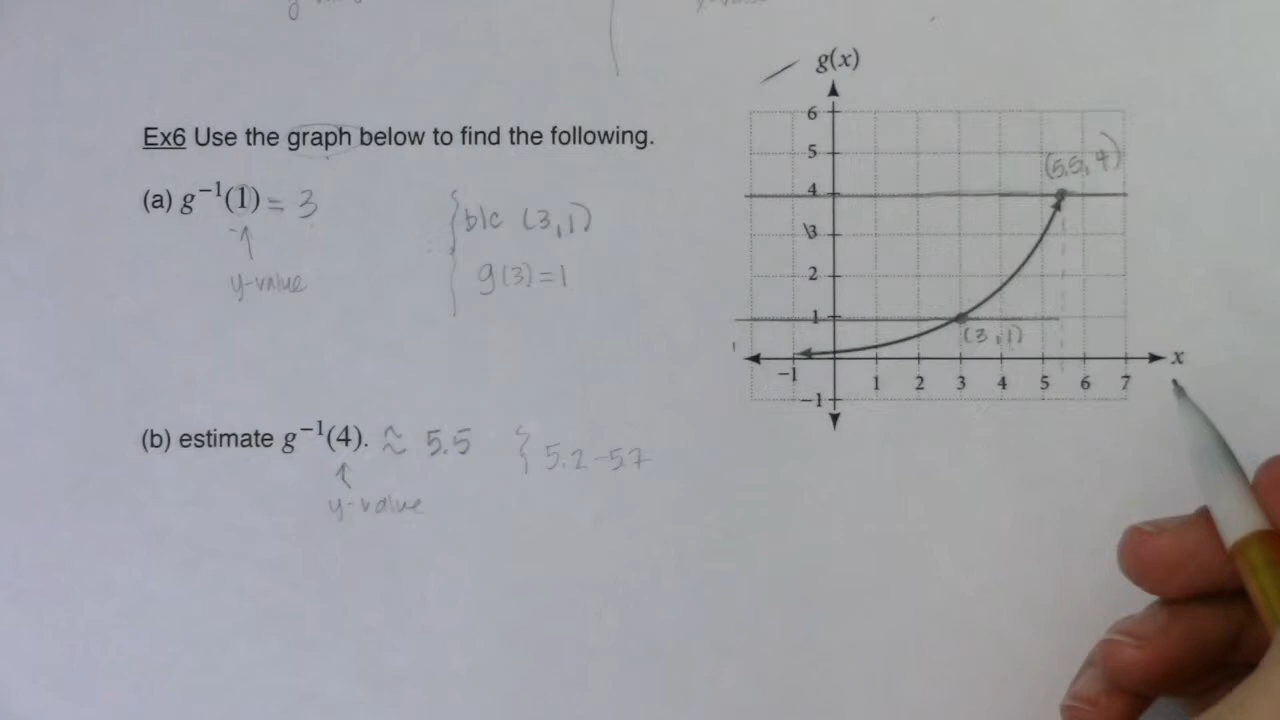 g(x)
6
Ex6 Use the graph below to find the following.
5
(5.5, 4)
4
(a) g⁻¹(1) = 3
b/c (3,1)
3
y-value
g(3)=1
2
1
(3,1)
x
-1 1 2 3 4 5 6 7
-1
(b) estimate g⁻¹(4). ≈ 5.5 { 5.2-5.7
y-value